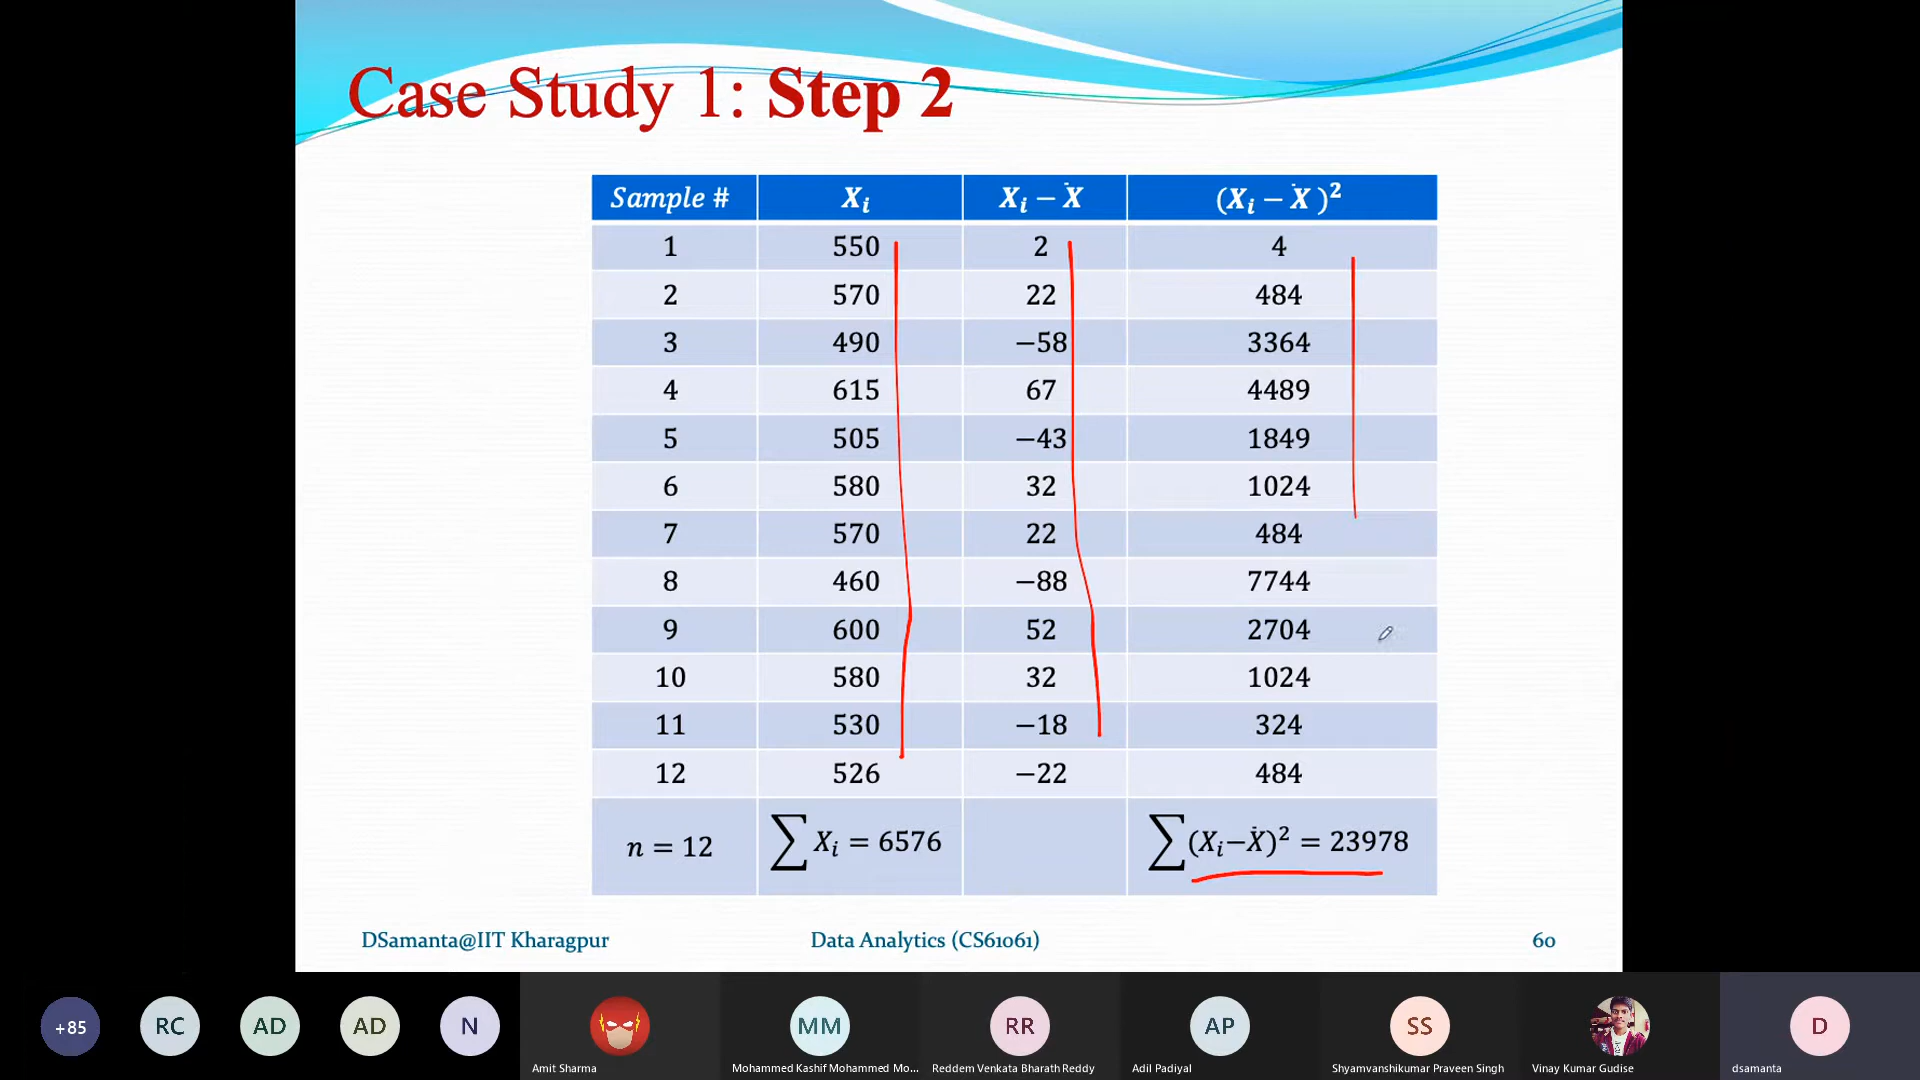 Case Study 1: Step 2
Sample # Xᵢ Xᵢ − Ẋ (Xᵢ − Ẋ )²
1 550 2 4
2 570 22 484
3 490 −58 3364
4 615 67 4489
5 505 −43 1849
6 580 32 1024
7 570 22 484
8 460 −88 7744
9 600 52 2704
10 580 32 1024
11 530 −18 324
12 526 −22 484
n = 12 ∑ Xᵢ = 6576 ∑(Xᵢ−Ẋ)² = 23978
DSamanta@IIT Kharagpur Data Analytics (CS61061) 60
+85 RC AD AD N MM RR AP SS D
Amit Sharma Mohammed Kashif Mohammed Mo... Reddem Venkata Bharath Reddy Adil Padiyal Shyamvanshikumar Praveen Singh Vinay Kumar Gudise dsamanta